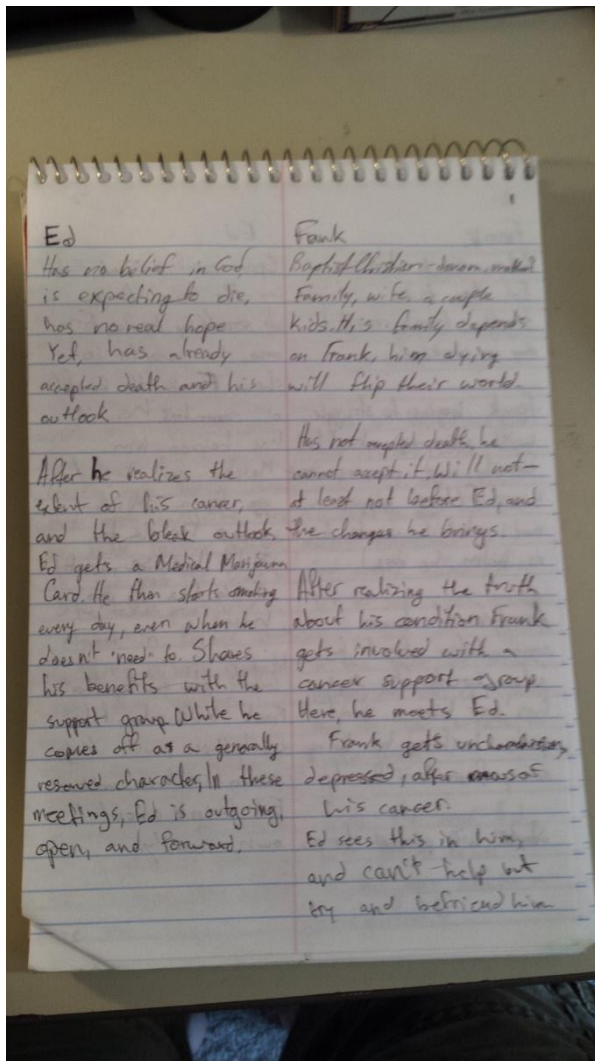 Ed
Has no belief in God,
is expecting to die,
has no real hope
Yet, has already
accepted death and his
outlook
After he realizes the
extent of his cancer,
and the bleak outlook,
Ed gets a Medical Marijuana
Card. He then starts smoking
every day, even when he
doesn't "need" to. Shares
his benefits with the
support group. While he
comes off as a generally
reserved character, In these
meetings, Ed is outgoing,
open, and forward.
1
Frank
Baptist Christian-
Family, wife, a couple
kids. His family depends
on Frank, him dying
will flip their world.
Has not accepted death, he
cannot accept it. Will not-
at least not before Ed, and
the changes he brings.
After realizing the truth
about his condition Frank
gets involved with a
cancer support group
Here, he meets Ed.
Frank gets
depressed, after news of
his cancer.
Ed sees this in him,
and can't help but
try and befriend him